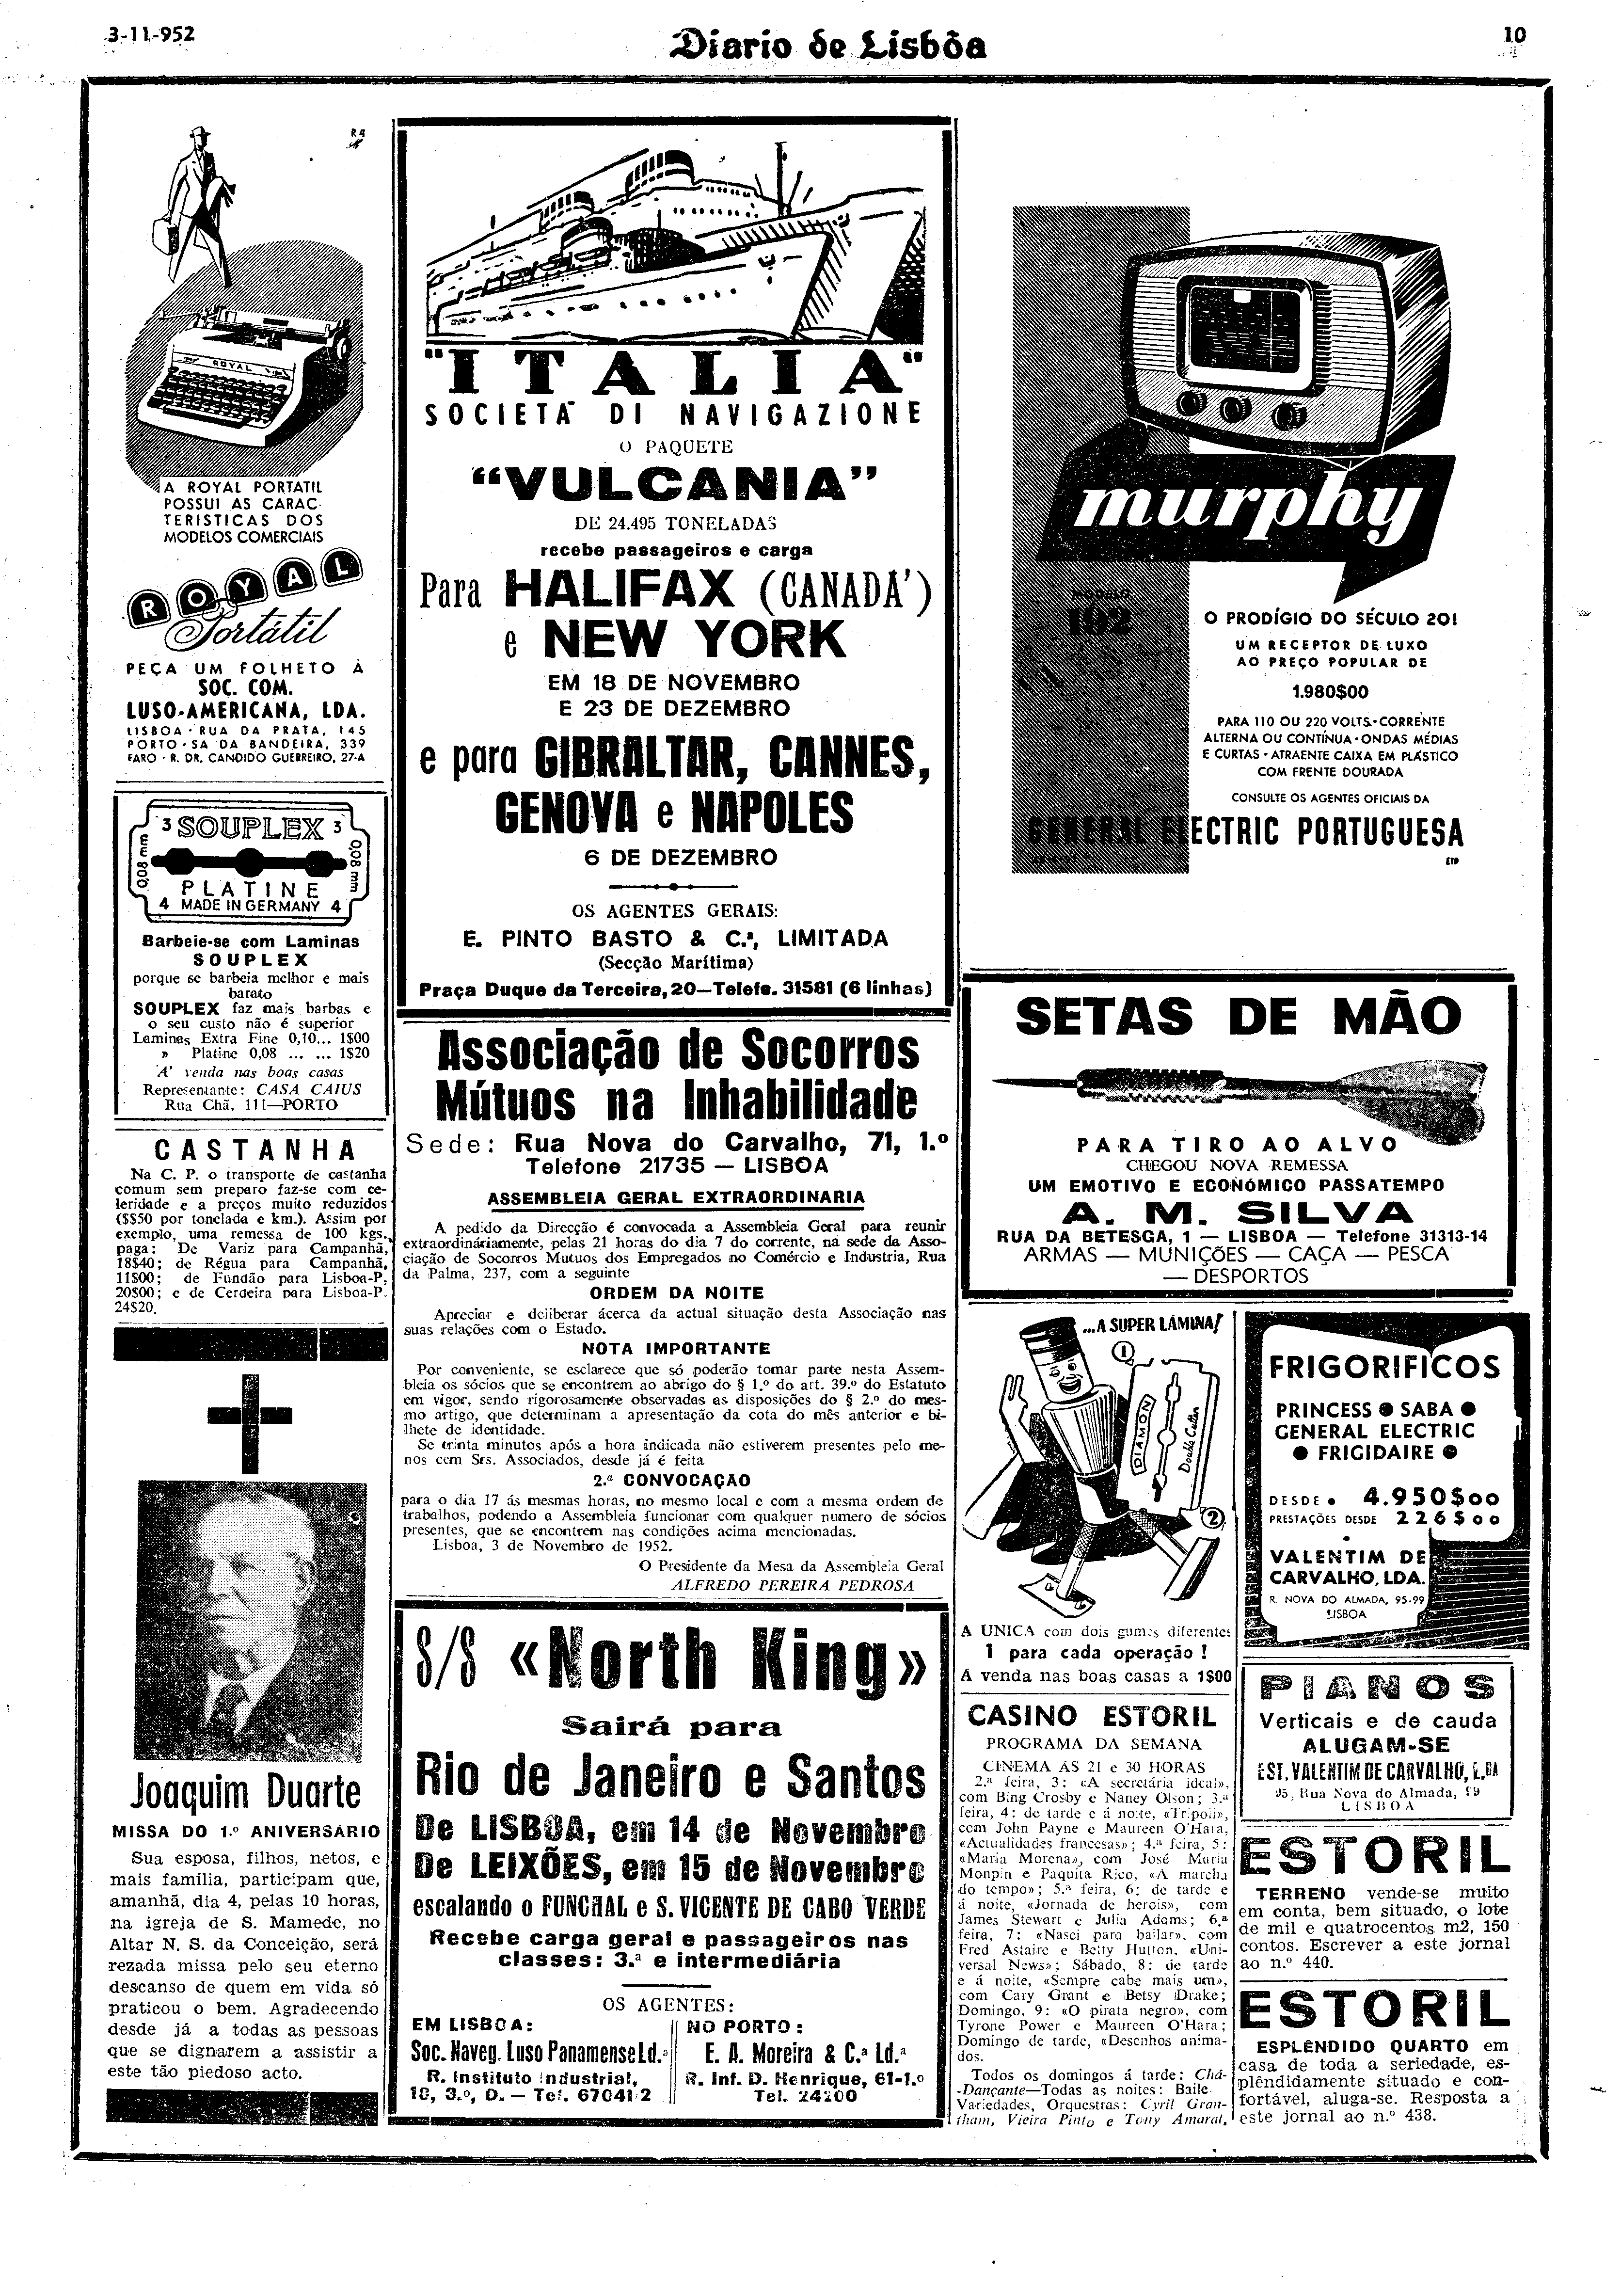 3-11-952
Diario de Lisbôa
10
ROYAL
A ROYAL PORTATIL
POSSUI AS CARAC-
TERISTICAS DOS
MODELOS COMERCIAIS
ROYAL
Portátil
PEÇA UM FOLHETO À
SOC. COM.
LUSO-AMERICANA, LDA.
LISBOA · RUA DA PRATA, 145
PORTO · SA DA BANDEIRA, 339
FARO · R. DR. CANDIDO GUERREIRO, 27-A
3 SOUPLEX 3
0,08 mm
0,08 mm
PLATINE
4 MADE IN GERMANY 4
Barbeie-se com Laminas
SOUPLEX
porque se barbeia melhor e mais
barato
SOUPLEX faz mais barbas e
o seu custo não é superior
Laminas Extra Fine 0,10... 1$00
» Platine 0,08 ... ... 1$20
A' venda nas boas casas
Representante: CASA CAIUS
Rua Chã, 111—PORTO
CASTANHA
Na C. P. o transporte de castanha
comum sem preparo faz-se com ce-
leridade e a preços muito reduzidos
($$50 por tonelada e km.). Assim por
exemplo, uma remessa de 100 kgs.,
paga: De Variz para Campanhã,
18$40; de Régua para Campanhã,
11$00; de Fundão para Lisboa-P,
20$00; e de Cerdeira para Lisboa-P.
24$20.
Joaquim Duarte
MISSA DO 1.º ANIVERSÁRIO
Sua esposa, filhos, netos, e
mais família, participam que,
amanhã, dia 4, pelas 10 horas,
na igreja de S. Mamede, no
Altar N. S. da Conceição, será
rezada missa pelo seu eterno
descanso de quem em vida só
praticou o bem. Agradecendo
desde já a todas as pessoas
que se dignarem a assistir a
este tão piedoso acto.
"ITALIA"
SOCIETA' DI NAVIGAZIONE
O PAQUETE
"VULCANIA"
DE 24.495 TONELADAS
recebe passageiros e carga
Para HALIFAX (CANADA')
e NEW YORK
EM 18 DE NOVEMBRO
E 23 DE DEZEMBRO
e para GIBRALTAR, CANNES,
GENOVA e NAPOLES
6 DE DEZEMBRO
OS AGENTES GERAIS:
E. PINTO BASTO & C.ª, LIMITADA
(Secção Marítima)
Praça Duque da Terceira, 20—Telefs. 31581 (6 linhas)
Associação de Socorros
Mútuos na Inhabilidade
Sede: Rua Nova do Carvalho, 71, 1.º
Telefone 21735 — LISBOA
ASSEMBLEIA GERAL EXTRAORDINARIA
A pedido da Direcção é convocada a Assembleia Geral para reunir
extraordináriamente, pelas 21 horas do dia 7 do corrente, na sede da Asso-
ciação de Socorros Mutuos dos Empregados no Comércio e Industria, Rua
da Palma, 237, com a seguinte
ORDEM DA NOITE
Apreciar e deliberar ácerca da actual situação desta Associação nas
suas relações com o Estado.
NOTA IMPORTANTE
Por conveniente, se esclarece que só poderão tomar parte nesta Assem-
bleia os sócios que se encontrem ao abrigo do § 1.º do art. 39.º do Estatuto
em vigor, sendo rigorosamente observadas as disposições do § 2.º do mes-
mo artigo, que determinam a apresentação da cota do mês anterior e bi-
lhete de identidade.
Se trinta minutos após a hora indicada não estiverem presentes pelo me-
nos cem Srs. Associados, desde já é feita
2.ª CONVOCAÇÃO
para o dia 17 ás mesmas horas, no mesmo local e com a mesma ordem de
trabalhos, podendo a Assembleia funcionar com qualquer numero de sócios
presentes, que se encontrem nas condições acima mencionadas.
Lisboa, 3 de Novembro de 1952.
O Presidente da Mesa da Assembleia Geral
ALFREDO PEREIRA PEDROSA
S/S «North King»
Sairá para
Rio de Janeiro e Santos
De LISBOA, em 14 de Novembro
De LEIXÕES, em 15 de Novembro
escalando o FUNCHAL e S. VICENTE DE CABO VERDE
Recebe carga geral e passageiros nas
classes: 3.ª e intermediária
OS AGENTES:
EM LISBOA:
Soc. Naveg. Luso Panamense Ld.ª
R. Instituto Industrial,
18, 3.º, D. — Tel. 67041/2
NO PORTO:
E. A. Moreira & C.ª Ld.ª
R. Inf. D. Henrique, 61-1.º
Tel. 24200
murphy
MODELO
192
O PRODÍGIO DO SÉCULO 20!
UM RECEPTOR DE LUXO
AO PREÇO POPULAR DE
1.980$00
PARA 110 OU 220 VOLTS · CORRENTE
ALTERNA OU CONTÍNUA · ONDAS MÉDIAS
E CURTAS · ATRAENTE CAIXA EM PLÁSTICO
COM FRENTE DOURADA
CONSULTE OS AGENTES OFICIAIS DA
GENERAL ELECTRIC PORTUGUESA
ETP
SETAS DE MÃO
PARA TIRO AO ALVO
CHEGOU NOVA REMESSA
UM EMOTIVO E ECONÓMICO PASSATEMPO
A. M. SILVA
RUA DA BETESGA, 1 — LISBOA — Telefone 31313-14
ARMAS — MUNIÇÕES — CAÇA — PESCA
— DESPORTOS
...A SUPER LÁMINA!
1
DIAMON
Double Cutter
2
A UNICA com dois gumes diferentes
1 para cada operação!
Á venda nas boas casas a 1$00
FRIGORIFICOS
PRINCESS ● SABA ●
GENERAL ELECTRIC
● FRIGIDAIRE ●
DESDE • 4.950$00
PRESTAÇÕES DESDE 226$00
VALENTIM DE
CARVALHO, LDA.
R. NOVA DO ALMADA, 95-99
LISBOA
CASINO ESTORIL
PROGRAMA DA SEMANA
CINEMA ÁS 21 e 30 HORAS
2.ª feira, 3: «A secretária ideal»,
com Bing Crosby e Nancy Olson; 3.ª
feira, 4: de tarde e á noite, «Tripoli»,
com John Payne e Maureen O'Hara,
«Actualidades francesas»; 4.ª feira, 5:
«Maria Morena», com José Maria
Monpin e Paquita Rico, «A marcha
do tempo»; 5.ª feira, 6: de tarde e
á noite, «Jornada de herois», com
James Stewart e Julia Adams; 6.ª
feira, 7: «Nasci para bailar», com
Fred Astaire e Betty Hutton, «Uni-
versal News»; Sábado, 8: de tarde
e á noite, «Sempre cabe mais um»,
com Cary Grant e Betsy Drake;
Domingo, 9: «O pirata negro», com
Tyrone Power e Maureen O'Hara;
Domingo de tarde, «Desenhos anima-
dos.
Todos os domingos á tarde: Chá-
-Dançante—Todas as noites: Baile
Variedades, Orquestras: Cyril Gran-
tham, Vieira Pinto e Tony Amaral,
PIANOS
Verticais e de cauda
ALUGAM-SE
EST. VALENTIM DE CARVALHO, L.DA
95, Rua Nova do Almada, 99
LISBOA
ESTORIL
TERRENO vende-se muito
em conta, bem situado, o lote
de mil e quatrocentos m2, 150
contos. Escrever a este jornal
ao n.º 440.
ESTORIL
ESPLÊNDIDO QUARTO em
casa de toda a seriedade, es-
plêndidamente situado e con-
fortável, aluga-se. Resposta a
este jornal ao n.º 438.